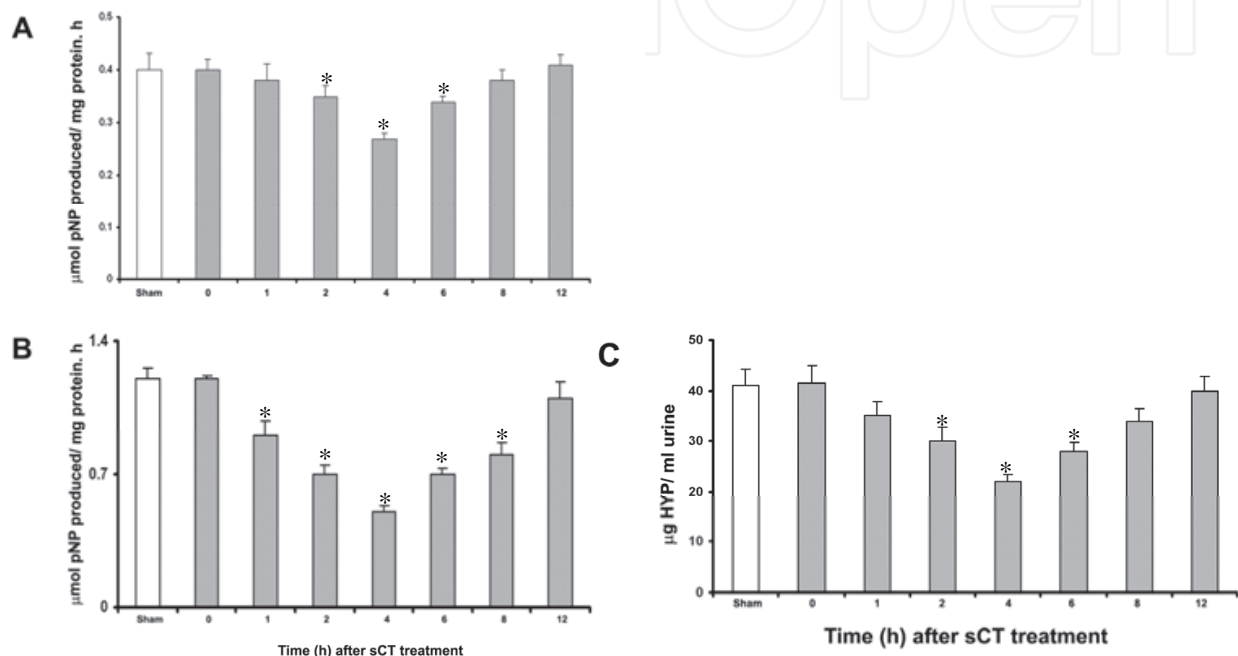 Open
A
μmol pNP produced/ mg protein. h
0.5
0.4
0.3
0.2
0.1
0
*
*
*
Sham 0 1 2 4 6 8 12
B
μmol pNP produced/ mg protein. h
1.4
0.7
0
*
*
*
*
*
Sham 0 1 2 4 6 8 12
Time (h) after sCT treatment
C
μg HYP/ ml urine
50
40
30
20
10
0
*
*
*
Sham 0 1 2 4 6 8 12
Time (h) after sCT treatment